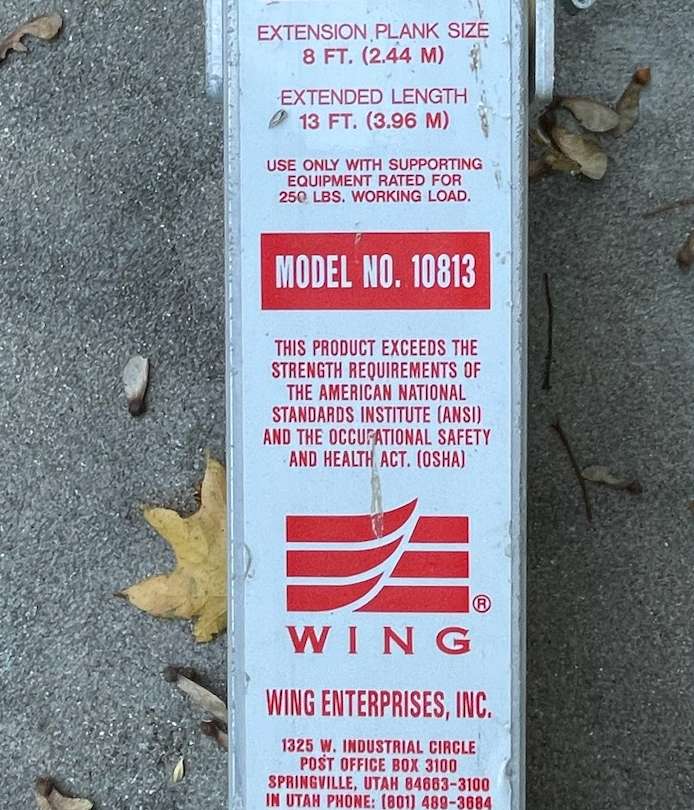 EXTENSION PLANK SIZE
8 FT. (2.44 M)
EXTENDED LENGTH
13 FT. (3.96 M)
USE ONLY WITH SUPPORTING
EQUIPMENT RATED FOR
250 LBS. WORKING LOAD.
MODEL NO. 10813
THIS PRODUCT EXCEEDS THE
STRENGTH REQUIREMENTS OF
THE AMERICAN NATIONAL
STANDARDS INSTITUTE (ANSI)
AND THE OCCUPATIONAL SAFETY
AND HEALTH ACT. (OSHA)
®
WING
WING ENTERPRISES, INC.
1325 W. INDUSTRIAL CIRCLE
POST OFFICE BOX 3100
SPRINGVILLE, UTAH 84663-3100
IN UTAH PHONE: (801) 489-3684